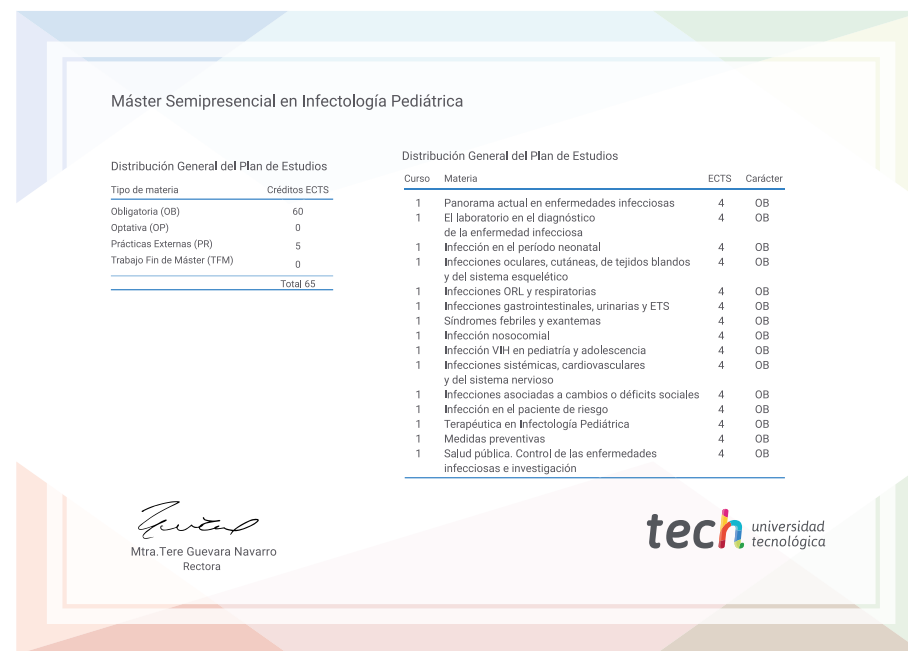 Máster Semipresencial en Infectología Pediátrica
Distribución General del Plan de Estudios
Tipo de materia Créditos ECTS
Obligatoria (OB) 60
Optativa (OP) 0
Prácticas Externas (PR) 5
Trabajo Fin de Máster (TFM) 0
Total 65
Distribución General del Plan de Estudios
Curso Materia ECTS Carácter
1 Panorama actual en enfermedades infecciosas 4 OB
1 El laboratorio en el diagnóstico 4 OB
de la enfermedad infecciosa
1 Infección en el período neonatal 4 OB
1 Infecciones oculares, cutáneas, de tejidos blandos 4 OB
y del sistema esquelético
1 Infecciones ORL y respiratorias 4 OB
1 Infecciones gastrointestinales, urinarias y ETS 4 OB
1 Síndromes febriles y exantemas 4 OB
1 Infección nosocomial 4 OB
1 Infección VIH en pediatría y adolescencia 4 OB
1 Infecciones sistémicas, cardiovasculares 4 OB
y del sistema nervioso
1 Infecciones asociadas a cambios o déficits sociales 4 OB
1 Infección en el paciente de riesgo 4 OB
1 Terapéutica en Infectología Pediátrica 4 OB
1 Medidas preventivas 4 OB
1 Salud pública. Control de las enfermedades 4 OB
infecciosas e investigación
Mtra.Tere Guevara Navarro
Rectora
tech universidad
tecnológica